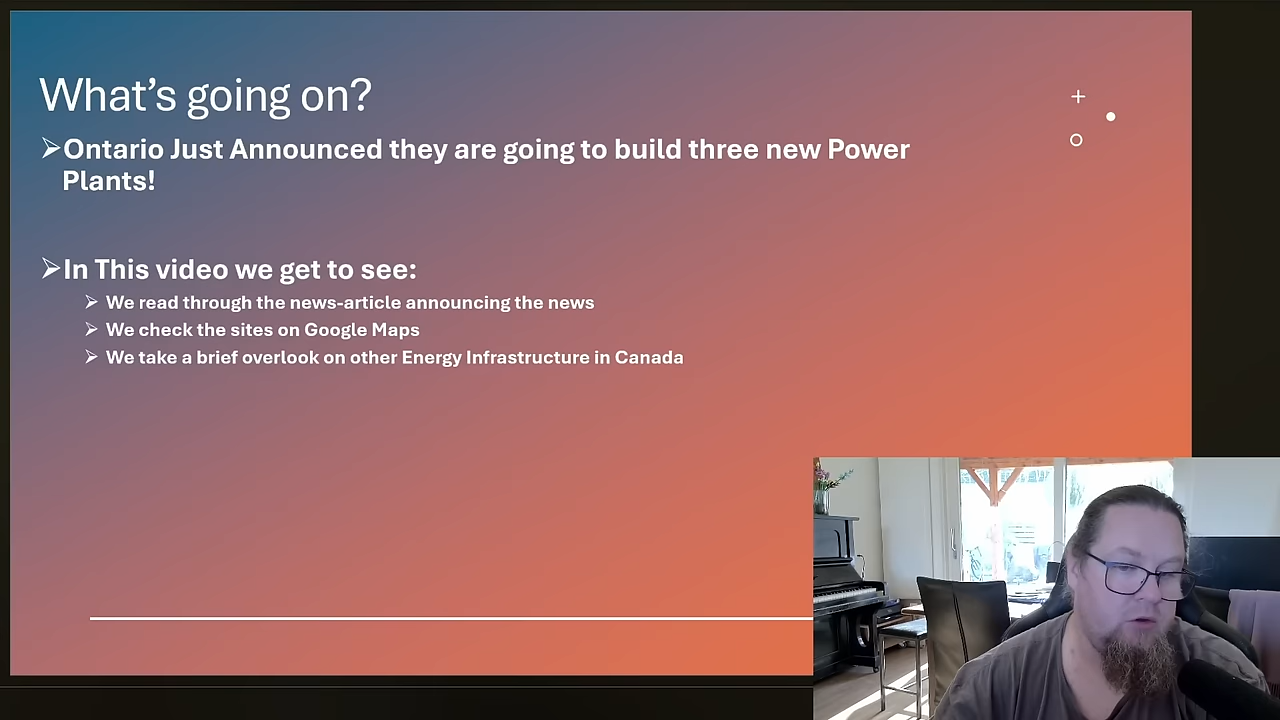 What's going on?
Ontario Just Announced they are going to build three new Power
Plants!
In This video we get to see:
We read through the news-article announcing the news
We check the sites on Google Maps
We take a brief overlook on other Energy Infrastructure in Canada